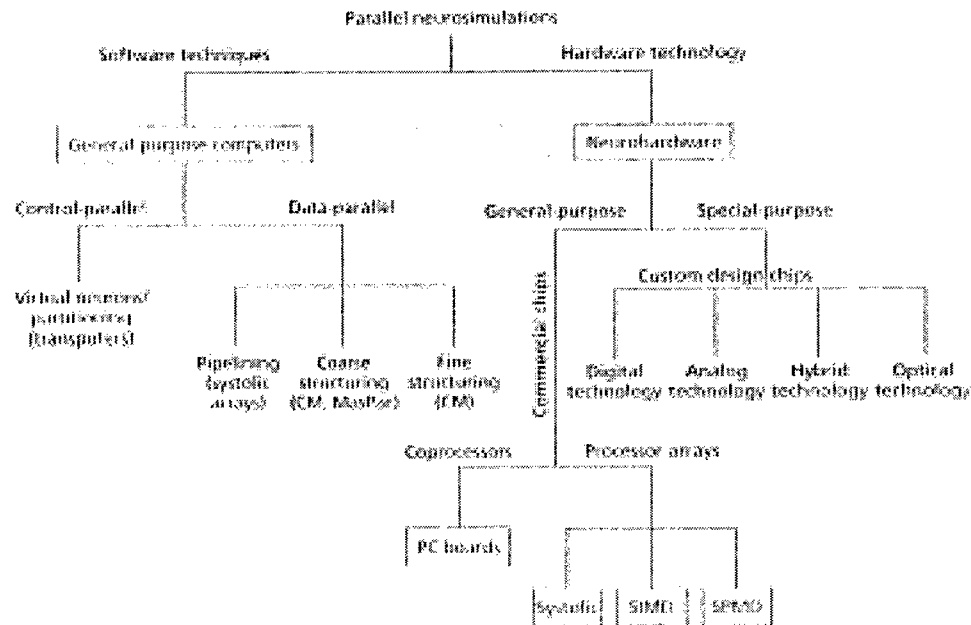 Parallel neurosimulations
Software techniques
Hardware technology
General purpose computers
Neurohardware
Control-parallel
Data-parallel
General-purpose
Special-purpose
Custom design chips
Commercial chips
Virtual neurons/
partitioning
(transputers)
Pipelining
(systolic
arrays)
Coarse
structuring
(CM, MasPar)
Fine
structuring
(CM)
Digital
technology
Analog
technology
Hybrid
technology
Optical
technology
Coprocessors
Processor arrays
PC boards
Systolic
SIMD
SPMD